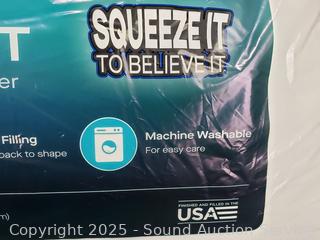 SQUEEZE IT
TO BELIEVE IT
Filling
back to shape
Machine Washable
For easy care
FINISHED AND FILLED IN THE
USA
Copyright 2025 - Sound Auction Service